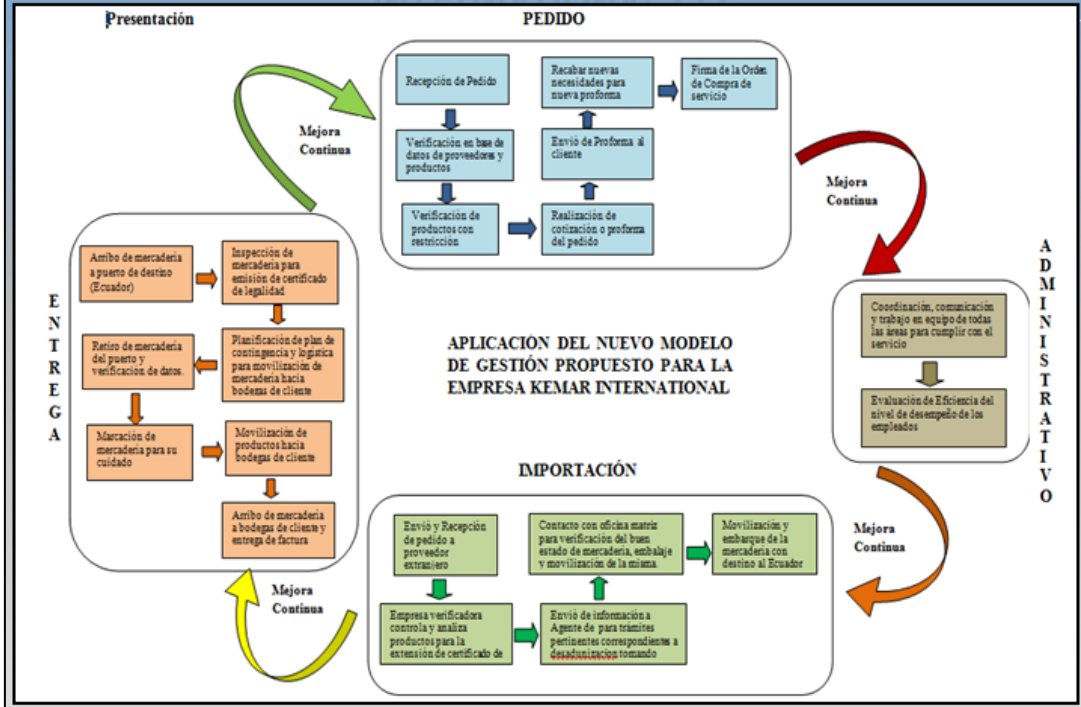 Presentación
PEDIDO
Recepción de Pedido
Verificación en base de
datos de proveedores y
productos
Verificación de
productos con
restricción
Realización de
cotización o proforma
del pedido
Envió de Proforma al
cliente
Recabar nuevas
necesidades para
nueva proforma
Firma de la Orden
de Compra de
servicio
Mejora
Continua
Mejora
Continua
ADMINISTRATIVO
Coordinación, comunicación
y trabajo en equipo de todas
las áreas para cumplir con el
servicio
Evaluación de Eficiencia del
nivel de desempeño de los
empleados
APLICACIÓN DEL NUEVO MODELO
DE GESTIÓN PROPUESTO PARA LA
EMPRESA KEMAR INTERNATIONAL
Mejora
Continua
IMPORTACIÓN
Envió y Recepción
de pedido a
proveedor
extranjero
Empresa verificadora
controla y analiza
productos para la
extensión de certificado de
Envió de información a
Agente de para trámites
pertinentes correspondientes a
desadunizacion tomando
Contacto con oficina matriz
para verificación del buen
estado de mercadería, embalaje
y movilización de la misma.
Movilización y
embarque de la
mercadería con
destino al Ecuador
Mejora
Continua
ENTREGA
Arribo de mercadería
a puerto de destino
(Ecuador)
Inspección de
mercadería para
emisión de certificado
de legalidad
Planificación de plan de
contingencia y logística
para movilización de
mercadería hacia
bodegas de cliente
Retiro de mercadería
del puerto y
verificación de datos.
Marcación de
mercadería para su
cuidado
Movilización de
productos hacia
bodegas de cliente
Arribo de mercadería
a bodegas de cliente y
entrega de factura